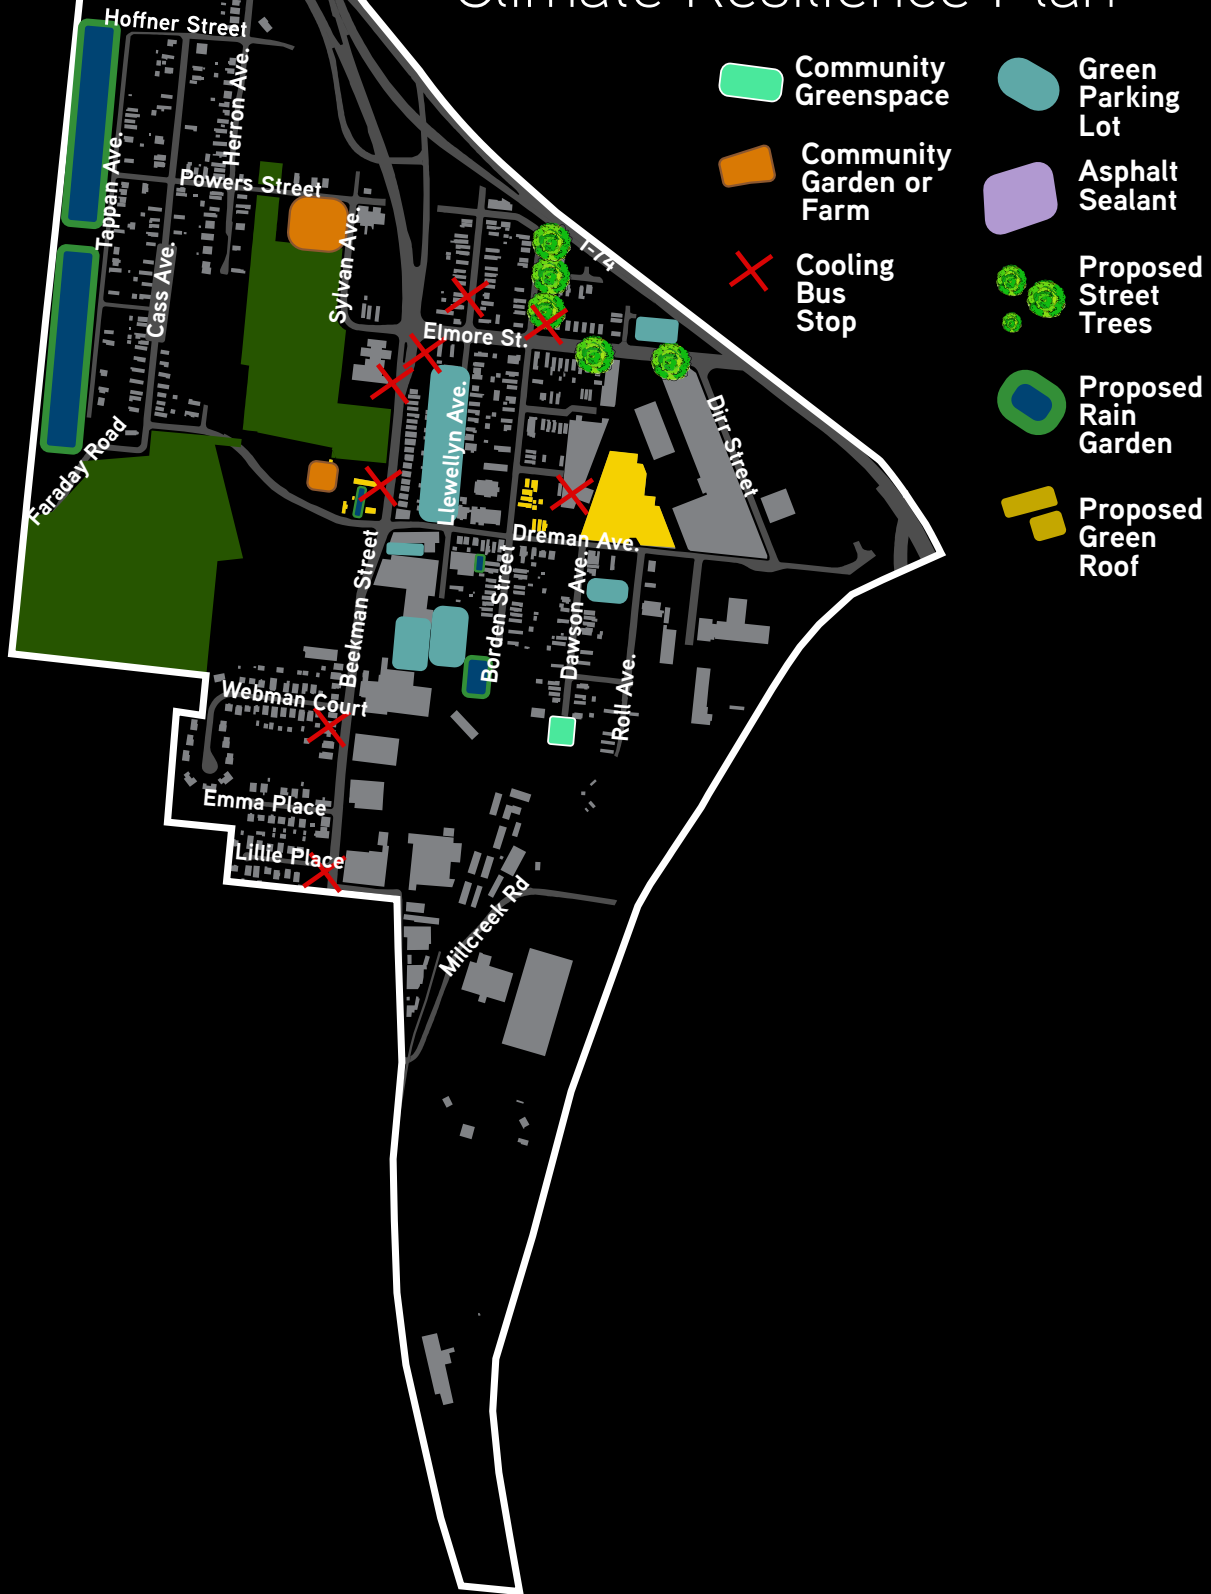 Climate Resilience Plan
Community
Greenspace
Green
Parking
Lot
Community
Garden or
Farm
Asphalt
Sealant
Cooling
Bus
Stop
Proposed
Street
Trees
Proposed
Rain
Garden
Proposed
Green
Roof
Hoffner Street
Herron Ave.
Tappan Ave.
Powers Street
Cass Ave.
Sylvan Ave.
I-74
Elmore St.
Llewellyn Ave.
Dirr Street
Faraday Road
Dreman Ave.
Beekman Street
Borden Street
Dawson Ave.
Roll Ave.
Webman Court
Emma Place
Lillie Place
Millcreek Rd